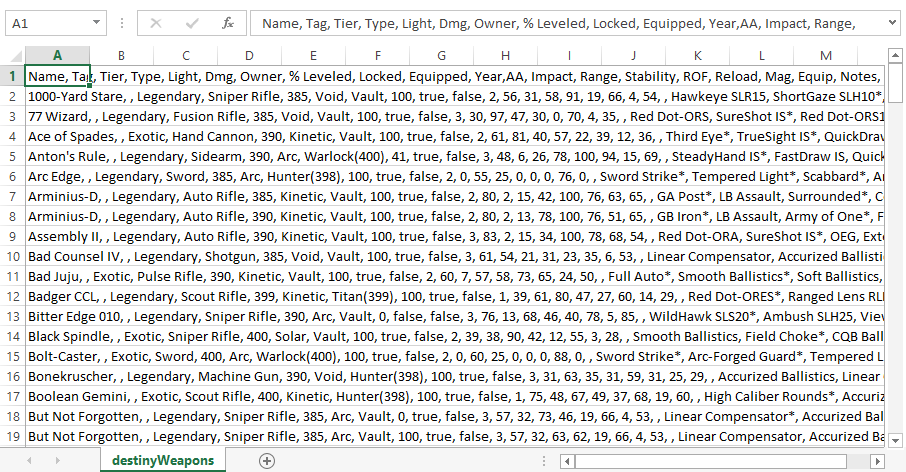 A1
fx
Name, Tag, Tier, Type, Light, Dmg, Owner, % Leveled, Locked, Equipped, Year,AA, Impact, Range,
A B C D E F G H I J K L M
1 Name, Tag, Tier, Type, Light, Dmg, Owner, % Leveled, Locked, Equipped, Year,AA, Impact, Range, Stability, ROF, Reload, Mag, Equip, Notes,
2 1000-Yard Stare, , Legendary, Sniper Rifle, 385, Void, Vault, 100, true, false, 2, 56, 31, 58, 91, 19, 66, 4, 54, , Hawkeye SLR15, ShortGaze SLH10*,
3 77 Wizard, , Legendary, Fusion Rifle, 385, Void, Vault, 100, true, false, 3, 30, 97, 47, 30, 0, 70, 4, 35, , Red Dot-ORS, SureShot IS*, Red Dot-ORS1
4 Ace of Spades, , Exotic, Hand Cannon, 390, Kinetic, Vault, 100, true, false, 2, 61, 81, 40, 57, 22, 39, 12, 36, , Third Eye*, TrueSight IS*, QuickDraw
5 Anton's Rule, , Legendary, Sidearm, 390, Arc, Warlock(400), 41, true, false, 3, 48, 6, 26, 78, 100, 94, 15, 69, , SteadyHand IS*, FastDraw IS, Quick
6 Arc Edge, , Legendary, Sword, 385, Arc, Hunter(398), 100, true, false, 2, 0, 55, 25, 0, 0, 0, 76, 0, , Sword Strike*, Tempered Light*, Scabbard*, A
7 Arminius-D, , Legendary, Auto Rifle, 385, Kinetic, Vault, 100, true, false, 2, 80, 2, 15, 42, 100, 76, 63, 65, , GA Post*, LB Assault, Surrounded*, C
8 Arminius-D, , Legendary, Auto Rifle, 390, Kinetic, Vault, 100, true, false, 2, 80, 2, 13, 78, 100, 76, 51, 65, , GB Iron*, LB Assault, Army of One*, F
9 Assembly II, , Legendary, Auto Rifle, 390, Kinetic, Vault, 100, true, false, 3, 83, 2, 15, 34, 100, 78, 68, 54, , Red Dot-ORA, SureShot IS*, OEG, Exte
10 Bad Counsel IV, , Legendary, Shotgun, 385, Void, Vault, 100, true, false, 3, 61, 54, 21, 31, 23, 35, 6, 53, , Linear Compensator, Accurized Ballisti
11 Bad Juju, , Exotic, Pulse Rifle, 390, Kinetic, Vault, 100, true, false, 2, 60, 7, 57, 58, 73, 65, 24, 50, , Full Auto*, Smooth Ballistics*, Soft Ballistics,
12 Badger CCL, , Legendary, Scout Rifle, 399, Kinetic, Titan(399), 100, true, false, 1, 39, 61, 80, 47, 27, 60, 14, 29, , Red Dot-ORES*, Ranged Lens RL
13 Bitter Edge 010, , Legendary, Sniper Rifle, 390, Arc, Vault, 0, false, false, 3, 76, 13, 68, 46, 40, 78, 5, 85, , WildHawk SLS20*, Ambush SLH25, View
14 Black Spindle, , Exotic, Sniper Rifle, 400, Solar, Vault, 100, true, false, 2, 39, 38, 90, 42, 12, 55, 3, 28, , Smooth Ballistics, Field Choke*, CQB Ball
15 Bolt-Caster, , Exotic, Sword, 400, Arc, Warlock(400), 100, true, false, 2, 0, 60, 25, 0, 0, 0, 88, 0, , Sword Strike*, Arc-Forged Guard*, Tempered L
16 Bonekruscher, , Legendary, Machine Gun, 390, Void, Hunter(398), 100, true, false, 3, 31, 63, 35, 31, 59, 31, 25, 29, , Accurized Ballistics, Linear
17 Boolean Gemini, , Exotic, Scout Rifle, 400, Kinetic, Hunter(398), 100, true, false, 1, 75, 48, 67, 49, 37, 68, 19, 60, , High Caliber Rounds*, Accuriz
18 But Not Forgotten, , Legendary, Sniper Rifle, 385, Arc, Vault, 0, true, false, 3, 57, 32, 73, 46, 19, 66, 4, 53, , Linear Compensator*, Accurized Bal
19 But Not Forgotten, , Legendary, Sniper Rifle, 385, Arc, Vault, 100, true, false, 3, 57, 32, 63, 62, 19, 66, 4, 53, , Linear Compensator, Accurized Ba
destinyWeapons